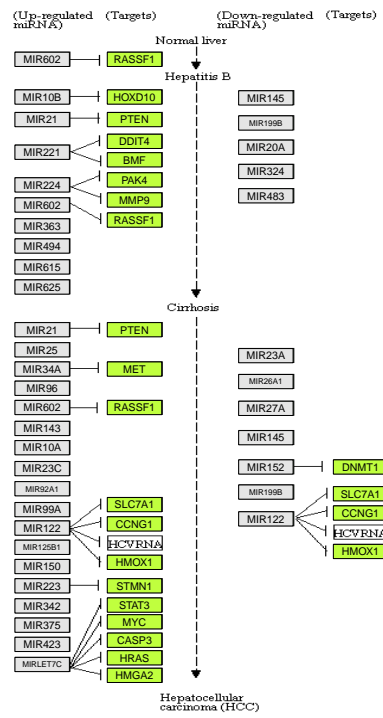 (Up-regulated miRNA) (Targets) (Down-regulated miRNA) (Targets)
Normal liver
MIR602 RASSF1
Hepatitis B
MIR10B HOXD10 MIR145
MIR21 PTEN MIR199B
MIR221 DDIT4 MIR20A
BMF
MIR224 PAK4 MIR324
MIR602 MMP9 MIR483
MIR363 RASSF1
MIR494
MIR615
MIR625
Cirrhosis
MIR21 PTEN
MIR25 MIR23A
MIR34A MET MIR26A1
MIR96
MIR602 RASSF1 MIR27A
MIR143
MIR10A MIR145
MIR23C MIR152 DNMT1
MIR92A1 MIR199B SLC7A1
MIR99A SLC7A1
MIR122 CCNG1 MIR122 CCNG1
MIR125B1 HCVRNA HCVRNA
MIR150 HMOX1 HMOX1
MIR223 STMN1
MIR342 STAT3
MIR375 MYC
MIR423 CASP3
MIRLET7C HRAS
HMGA2
Hepatocellular
carcinoma (HCC)